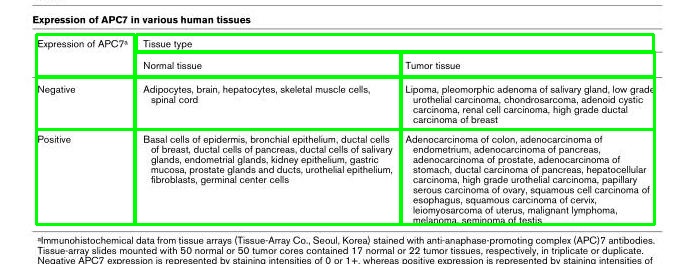 Expression of APC7 in various human tissues
Expression of APC7ᵃ
Tissue type
Normal tissue
Tumor tissue
Negative
Adipocytes, brain, hepatocytes, skeletal muscle cells,
spinal cord
Lipoma, pleomorphic adenoma of salivary gland, low grade
urothelial carcinoma, chondrosarcoma, adenoid cystic
carcinoma, renal cell carcinoma, high grade ductal
carcinoma of breast
Positive
Basal cells of epidermis, bronchial epithelium, ductal cells
of breast, ductal cells of pancreas, ductal cells of salivary
glands, endometrial glands, kidney epithelium, gastric
mucosa, prostate glands and ducts, urothelial epithelium,
fibroblasts, germinal center cells
Adenocarcinoma of colon, adenocarcinoma of
endometrium, adenocarcinoma of pancreas,
adenocarcinoma of prostate, adenocarcinoma of
stomach, ductal carcinoma of pancreas, hepatocellular
carcinoma, high grade urothelial carcinoma, papillary
serous carcinoma of ovary, squamous cell carcinoma of
esophagus, squamous carcinoma of cervix,
leiomyosarcoma of uterus, malignant lymphoma,
melanoma, seminoma of testis
ᵃImmunohistochemical data from tissue arrays (Tissue-Array Co., Seoul, Korea) stained with anti-anaphase-promoting complex (APC)7 antibodies.
Tissue-array slides mounted with 50 normal or 50 tumor cores contained 17 normal or 22 tumor tissues, respectively, in triplicate or duplicate.
Negative APC7 expression is represented by staining intensities of 0 or 1+, whereas positive expression is represented by staining intensities of